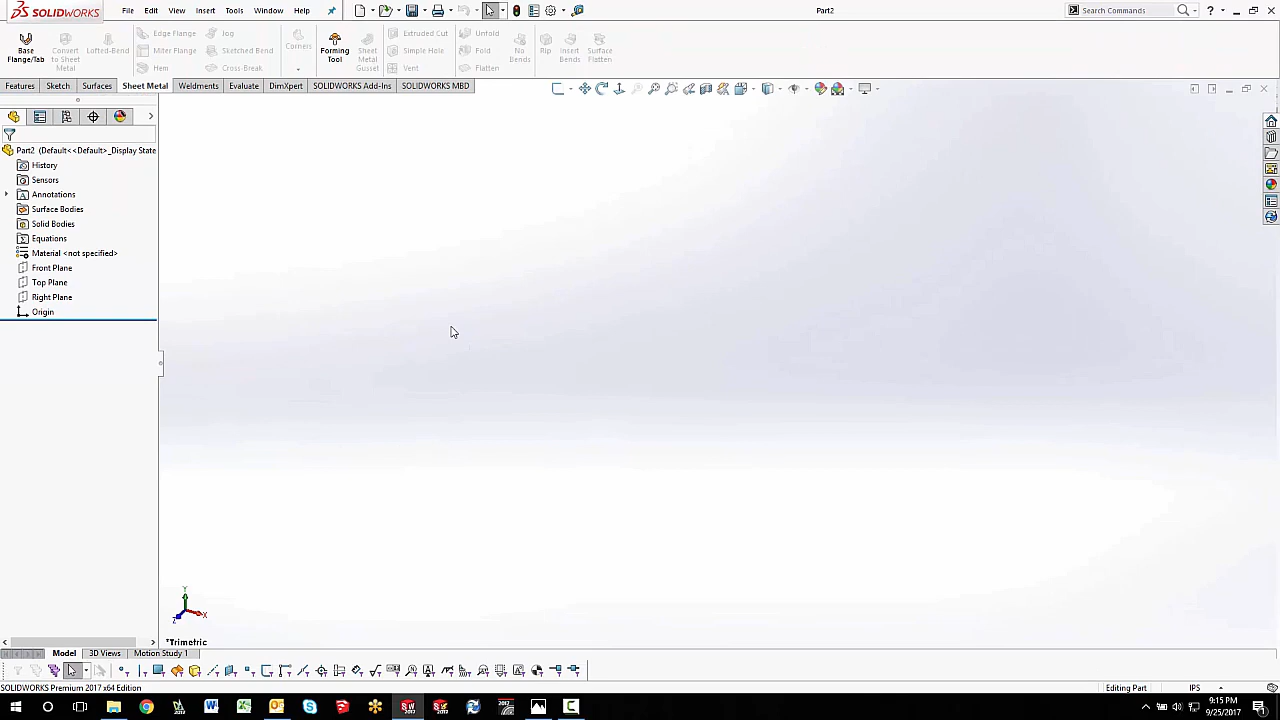 SOLIDWORKS File Edit View Insert Tools Window Help Part2 Search Commands
Base Flange/Tab
Convert to Sheet Metal
Lofted-Bend
Edge Flange
Miter Flange
Hem
Jog
Sketched Bend
Cross-Break
Corners
Forming Tool
Sheet Metal Gusset
Extruded Cut
Simple Hole
Vent
Unfold
Fold
Flatten
No Bends
Rip
Insert Bends
Surface Flatten
Features Sketch Surfaces Sheet Metal Weldments Evaluate DimXpert SOLIDWORKS Add-Ins SOLIDWORKS MBD
Part2 (Default<<Default>_Display State
History
Sensors
Annotations
Surface Bodies
Solid Bodies
Equations
Material <not specified>
Front Plane
Top Plane
Right Plane
Origin
Y
X
Z
*Trimetric
Model 3D Views Motion Study 1
SOLIDWORKS Premium 2017 x64 Edition Editing Part IPS
9:15 PM
9/25/2017